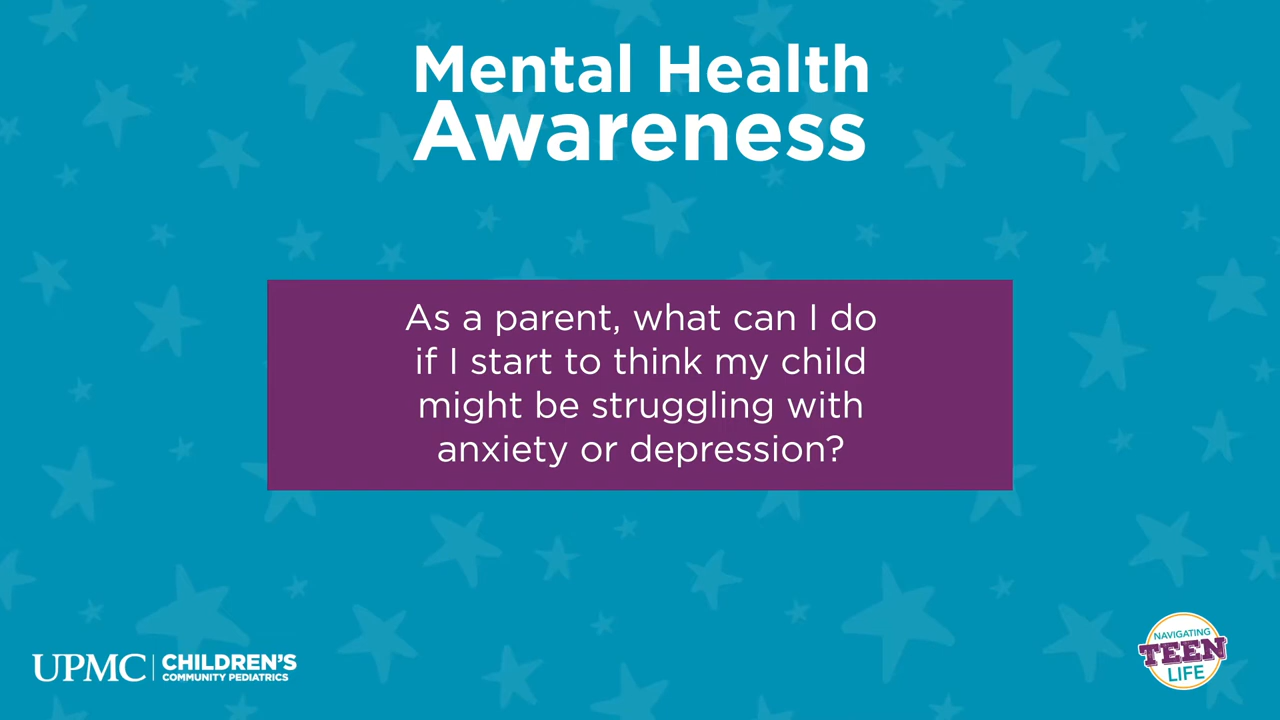 Mental Health
Awareness
As a parent, what can I do
if I start to think my child
might be struggling with
anxiety or depression?
UPMC
CHILDREN'S
COMMUNITY PEDIATRICS
NAVIGATING
TEEN
LIFE